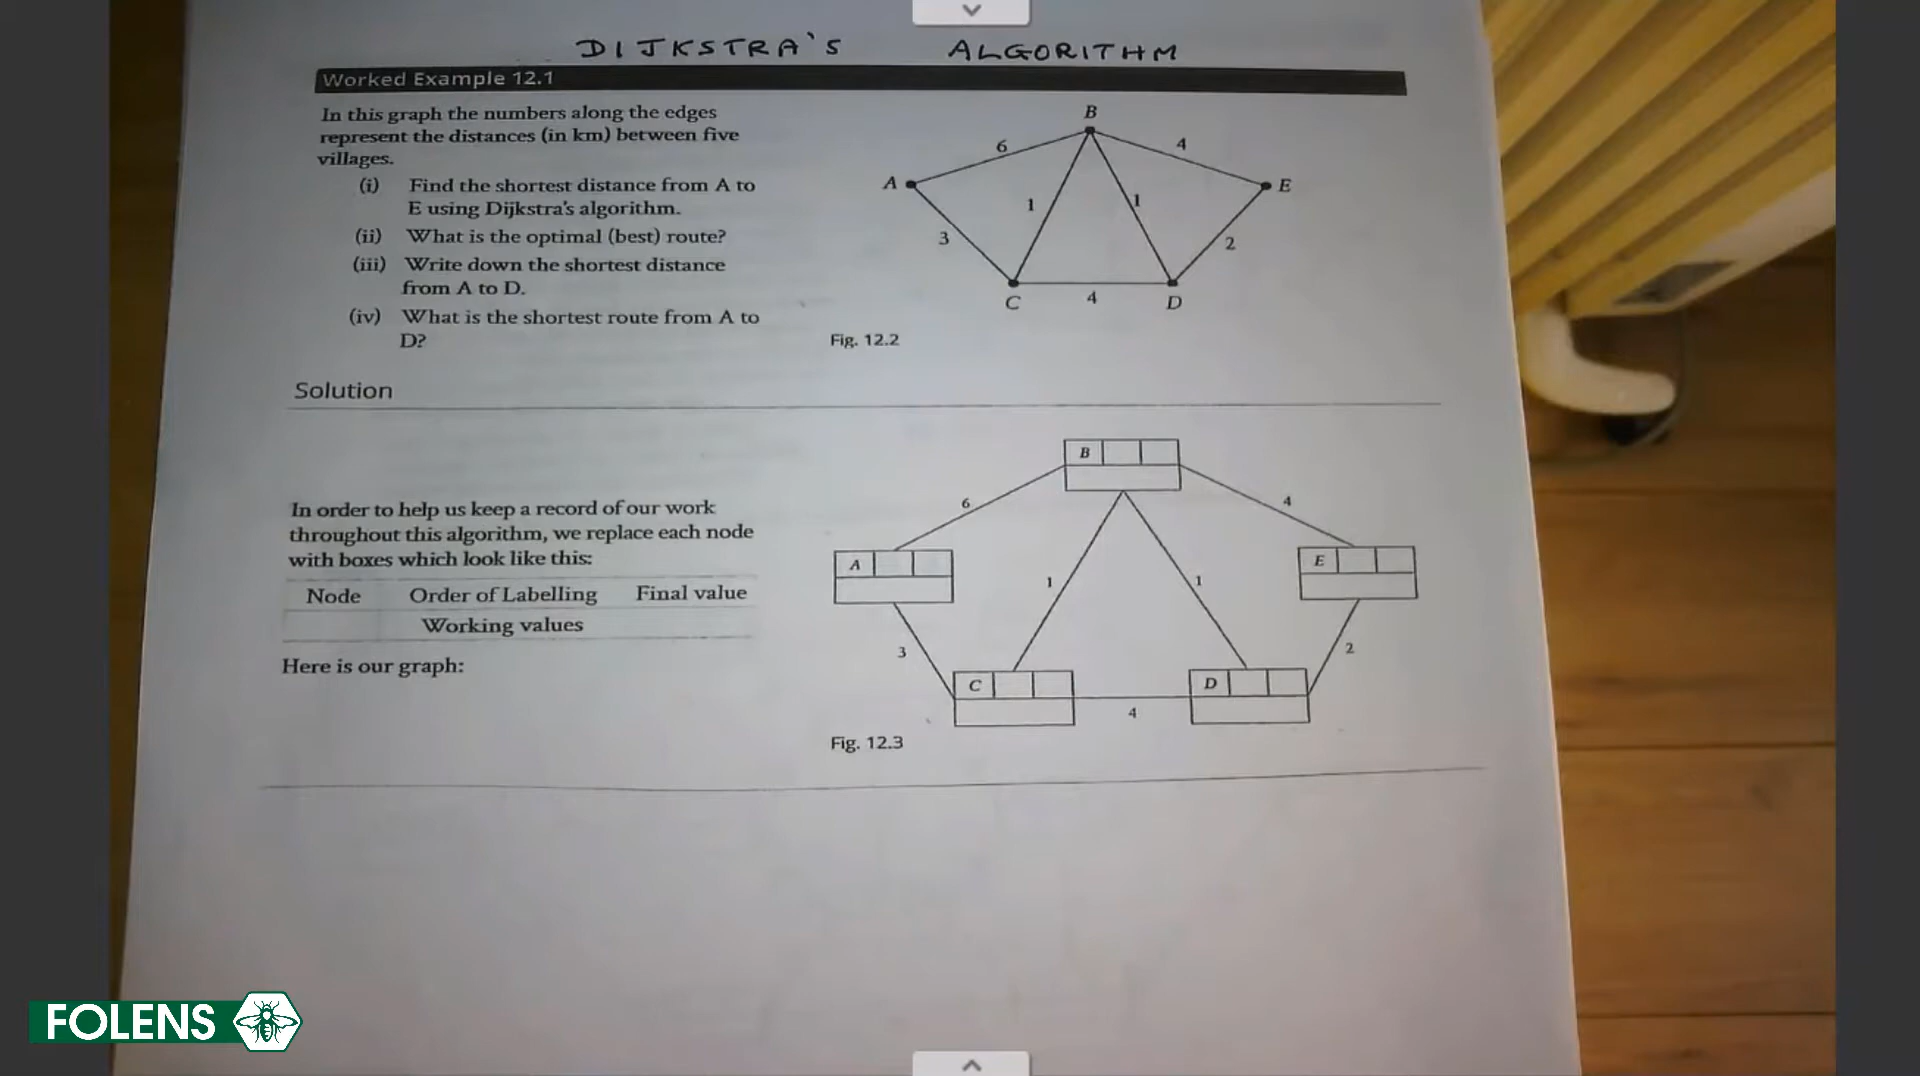 DIJKSTRA'S ALGORITHM
Worked Example 12.1
In this graph the numbers along the edges
represent the distances (in km) between five
villages.
(i) Find the shortest distance from A to
E using Dijkstra's algorithm.
(ii) What is the optimal (best) route?
(iii) Write down the shortest distance
from A to D.
(iv) What is the shortest route from A to
D?
B
6
4
A
E
1
1
3
2
C
4
D
Fig. 12.2
Solution
In order to help us keep a record of our work
throughout this algorithm, we replace each node
with boxes which look like this:
Node Order of Labelling Final value
Working values
Here is our graph:
B
6
4
A
E
1
1
3
2
C
D
4
Fig. 12.3
FOLENS